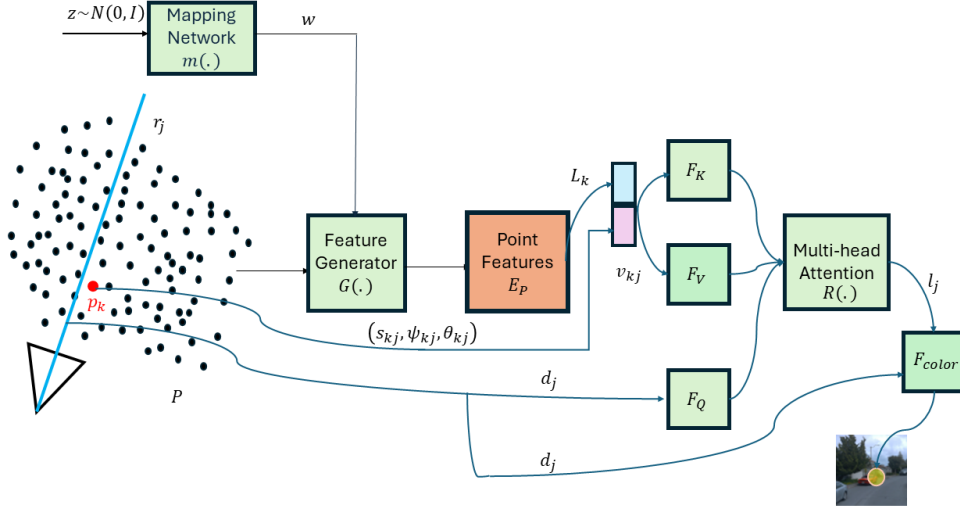 z~N(0, I)
Mapping
Network
m(.)
w
r_j
L_k
F_K
Feature
Generator
G(.)
Point
Features
E_P
Multi-head
Attention
R(.)
v_kj
F_V
l_j
p_k
(s_kj, ψ_kj, θ_kj)
F_color
P
d_j
F_Q
d_j